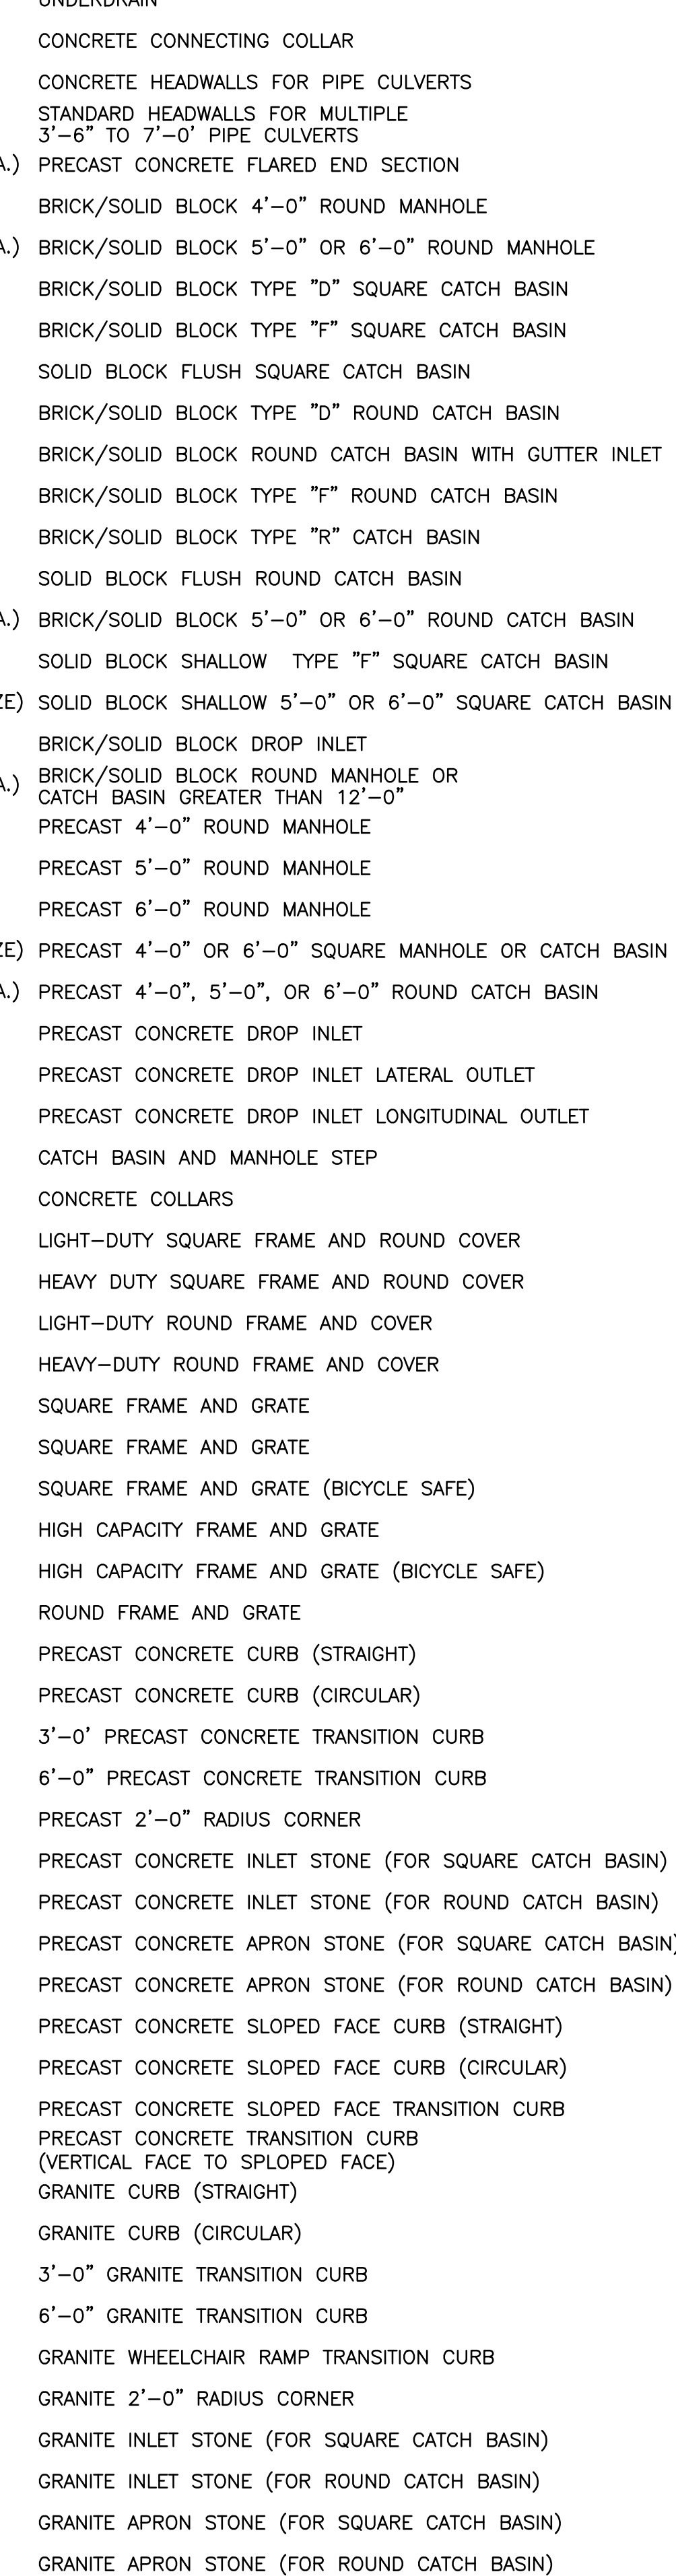 UNDERDRAIN
CONCRETE CONNECTING COLLAR
CONCRETE HEADWALLS FOR PIPE CULVERTS
STANDARD HEADWALLS FOR MULTIPLE
3'–6" TO 7'–0' PIPE CULVERTS
A.) PRECAST CONCRETE FLARED END SECTION
BRICK/SOLID BLOCK 4'–0" ROUND MANHOLE
A.) BRICK/SOLID BLOCK 5'–0" OR 6'–0" ROUND MANHOLE
BRICK/SOLID BLOCK TYPE "D" SQUARE CATCH BASIN
BRICK/SOLID BLOCK TYPE "F" SQUARE CATCH BASIN
SOLID BLOCK FLUSH SQUARE CATCH BASIN
BRICK/SOLID BLOCK TYPE "D" ROUND CATCH BASIN
BRICK/SOLID BLOCK ROUND CATCH BASIN WITH GUTTER INLET
BRICK/SOLID BLOCK TYPE "F" ROUND CATCH BASIN
BRICK/SOLID BLOCK TYPE "R" CATCH BASIN
SOLID BLOCK FLUSH ROUND CATCH BASIN
A.) BRICK/SOLID BLOCK 5'–0" OR 6'–0" ROUND CATCH BASIN
SOLID BLOCK SHALLOW TYPE "F" SQUARE CATCH BASIN
ZE) SOLID BLOCK SHALLOW 5'–0" OR 6'–0" SQUARE CATCH BASIN
BRICK/SOLID BLOCK DROP INLET
A.) BRICK/SOLID BLOCK ROUND MANHOLE OR
CATCH BASIN GREATER THAN 12'–0"
PRECAST 4'–0" ROUND MANHOLE
PRECAST 5'–0" ROUND MANHOLE
PRECAST 6'–0" ROUND MANHOLE
ZE) PRECAST 4'–0" OR 6'–0" SQUARE MANHOLE OR CATCH BASIN
A.) PRECAST 4'–0", 5'–0", OR 6'–0" ROUND CATCH BASIN
PRECAST CONCRETE DROP INLET
PRECAST CONCRETE DROP INLET LATERAL OUTLET
PRECAST CONCRETE DROP INLET LONGITUDINAL OUTLET
CATCH BASIN AND MANHOLE STEP
CONCRETE COLLARS
LIGHT–DUTY SQUARE FRAME AND ROUND COVER
HEAVY DUTY SQUARE FRAME AND ROUND COVER
LIGHT–DUTY ROUND FRAME AND COVER
HEAVY–DUTY ROUND FRAME AND COVER
SQUARE FRAME AND GRATE
SQUARE FRAME AND GRATE
SQUARE FRAME AND GRATE (BICYCLE SAFE)
HIGH CAPACITY FRAME AND GRATE
HIGH CAPACITY FRAME AND GRATE (BICYCLE SAFE)
ROUND FRAME AND GRATE
PRECAST CONCRETE CURB (STRAIGHT)
PRECAST CONCRETE CURB (CIRCULAR)
3'–0' PRECAST CONCRETE TRANSITION CURB
6'–0" PRECAST CONCRETE TRANSITION CURB
PRECAST 2'–0" RADIUS CORNER
PRECAST CONCRETE INLET STONE (FOR SQUARE CATCH BASIN)
PRECAST CONCRETE INLET STONE (FOR ROUND CATCH BASIN)
PRECAST CONCRETE APRON STONE (FOR SQUARE CATCH BASIN)
PRECAST CONCRETE APRON STONE (FOR ROUND CATCH BASIN)
PRECAST CONCRETE SLOPED FACE CURB (STRAIGHT)
PRECAST CONCRETE SLOPED FACE CURB (CIRCULAR)
PRECAST CONCRETE SLOPED FACE TRANSITION CURB
PRECAST CONCRETE TRANSITION CURB
(VERTICAL FACE TO SPLOPED FACE)
GRANITE CURB (STRAIGHT)
GRANITE CURB (CIRCULAR)
3'–0" GRANITE TRANSITION CURB
6'–0" GRANITE TRANSITION CURB
GRANITE WHEELCHAIR RAMP TRANSITION CURB
GRANITE 2'–0" RADIUS CORNER
GRANITE INLET STONE (FOR SQUARE CATCH BASIN)
GRANITE INLET STONE (FOR ROUND CATCH BASIN)
GRANITE APRON STONE (FOR SQUARE CATCH BASIN)
GRANITE APRON STONE (FOR ROUND CATCH BASIN)